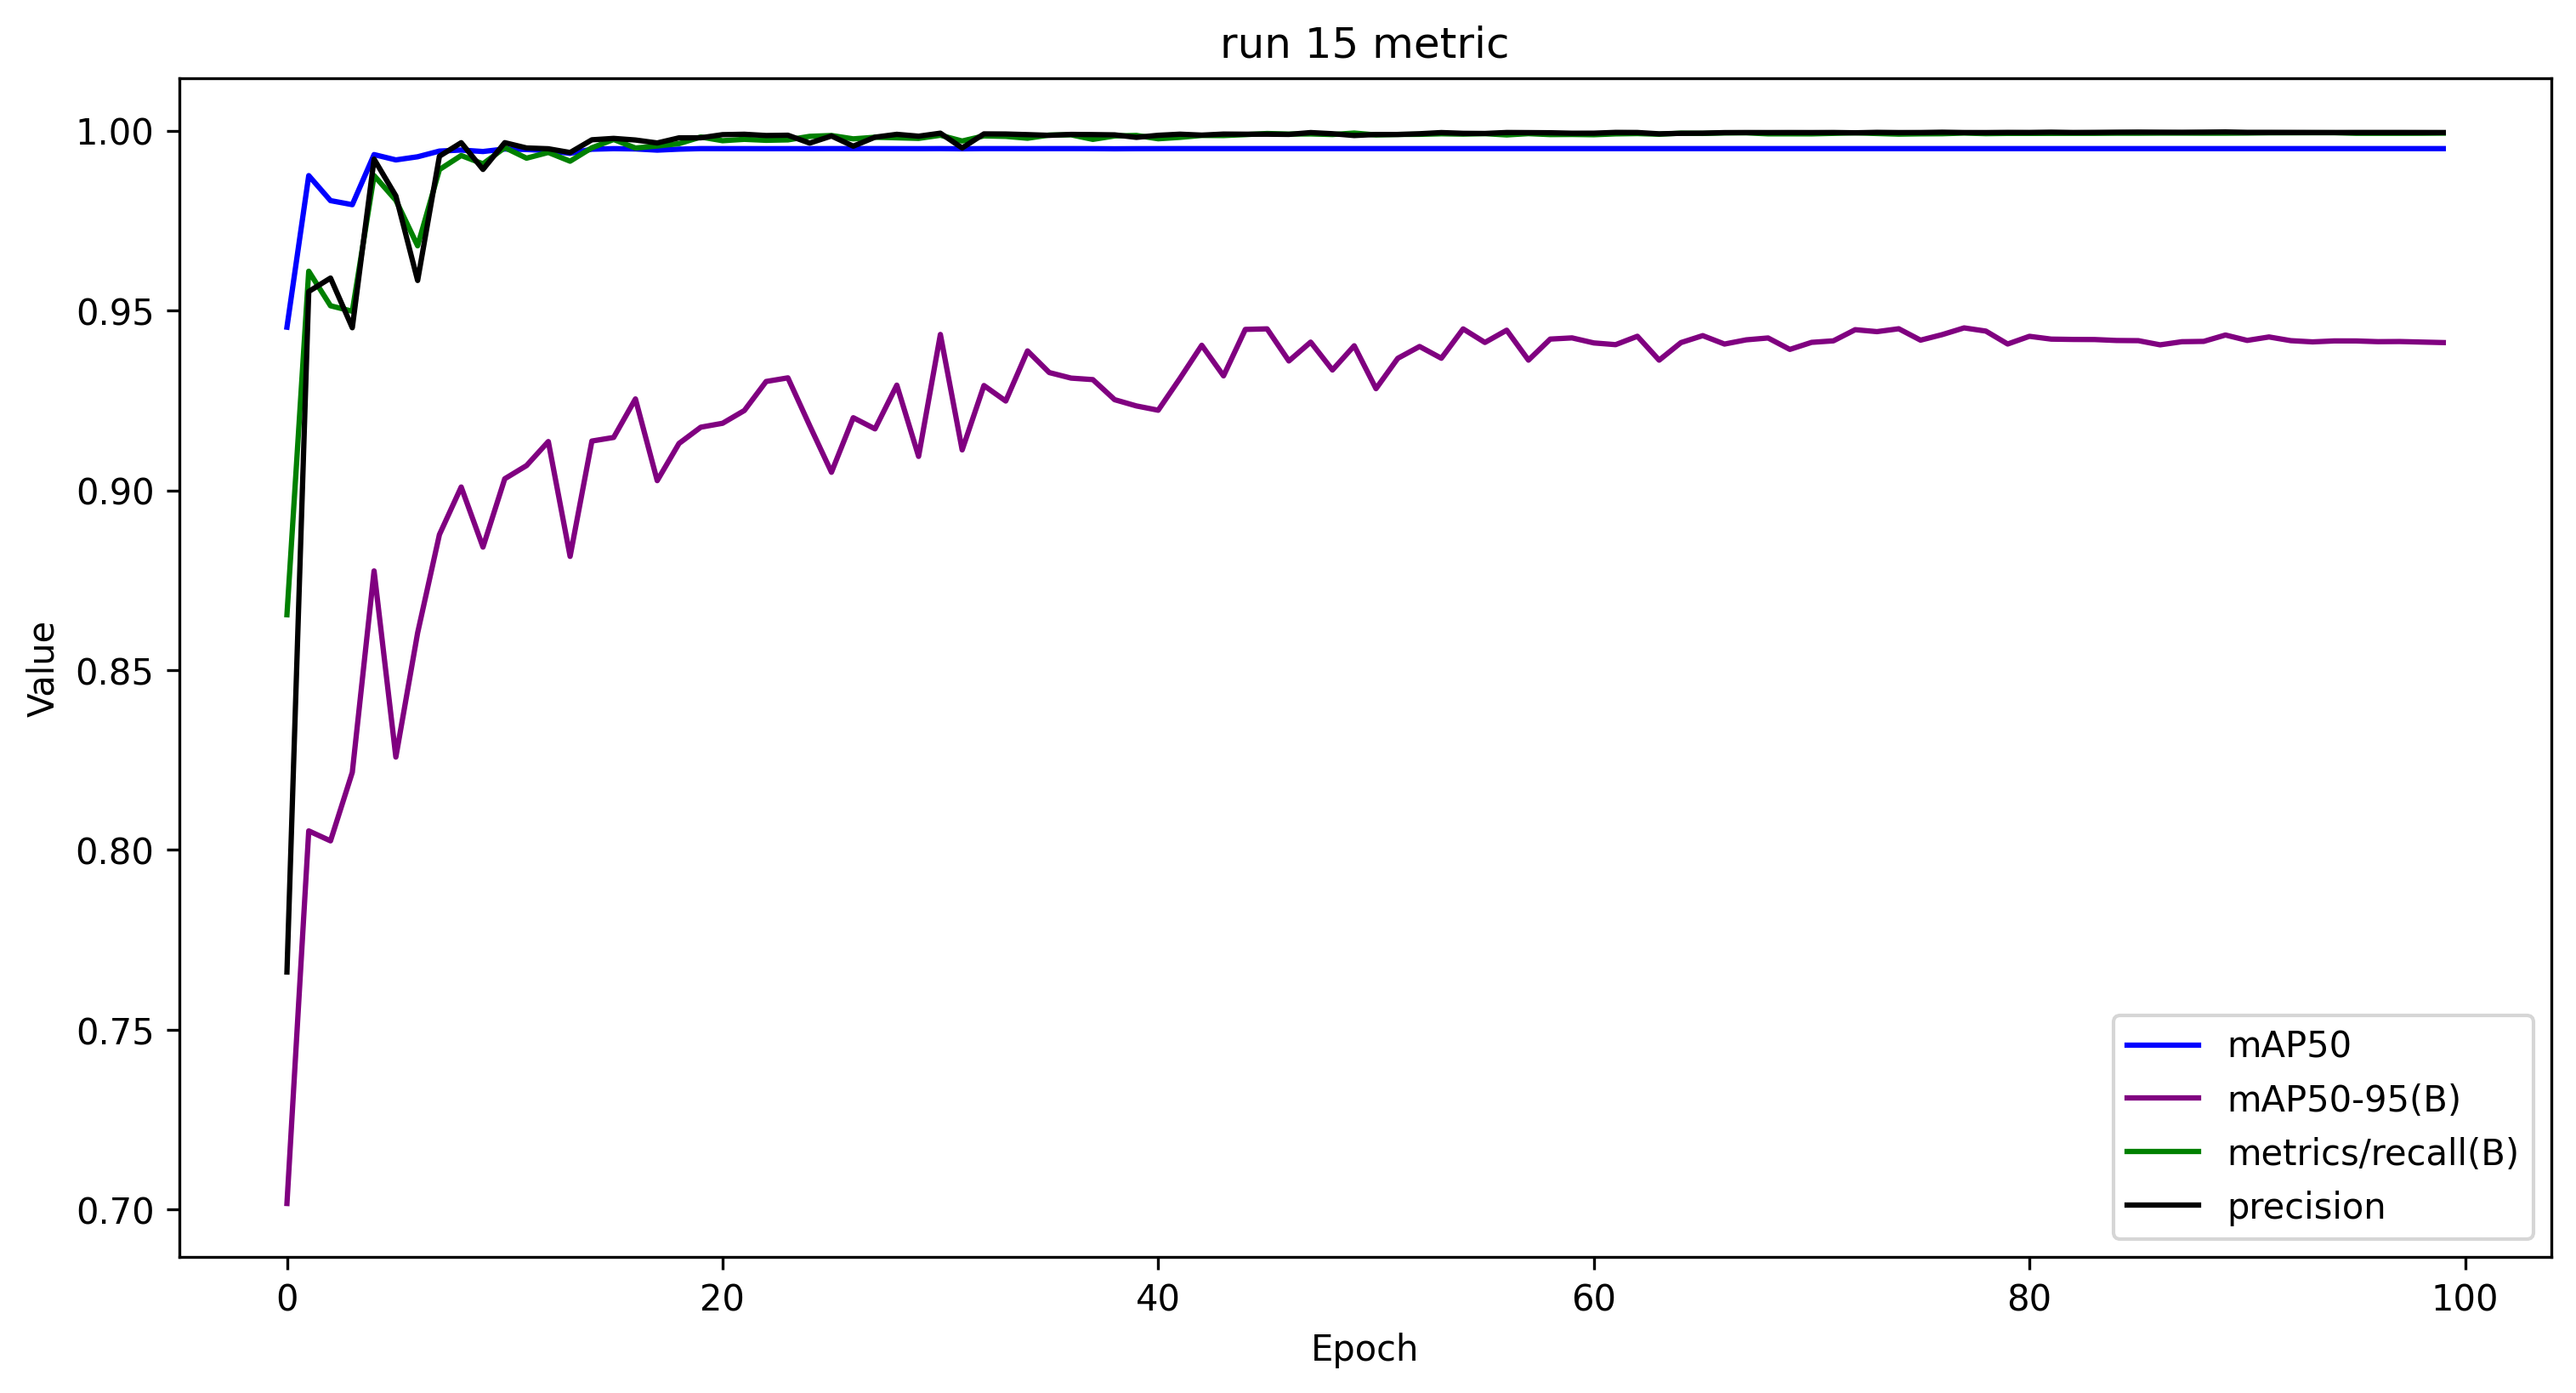 run 15 metric
1.00
0.95
0.90
0.85
0.80
0.75
0.70
Value
0 20 40 60 80 100
Epoch
mAP50
mAP50-95(B)
metrics/recall(B)
precision